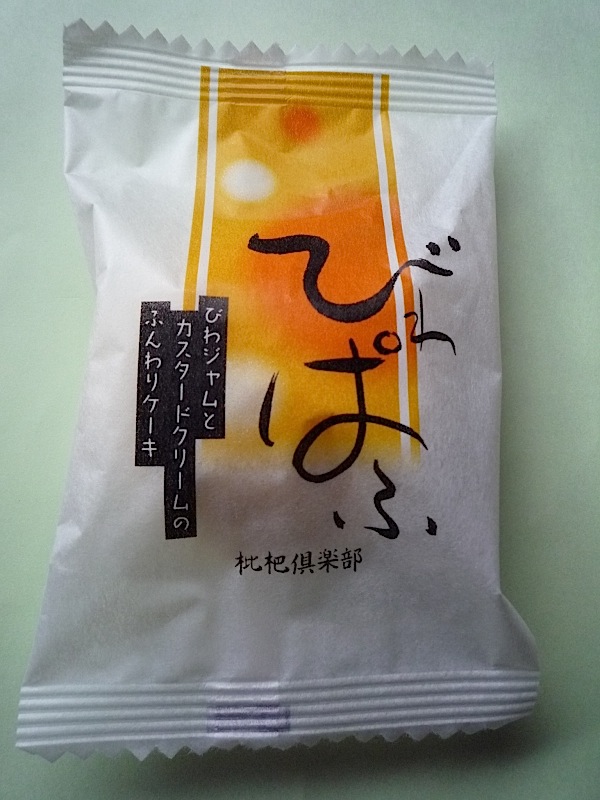 びわ
ぱふ
びわジャムと
カスタードクリームの
ふんわりケーキ
枇杷倶楽部